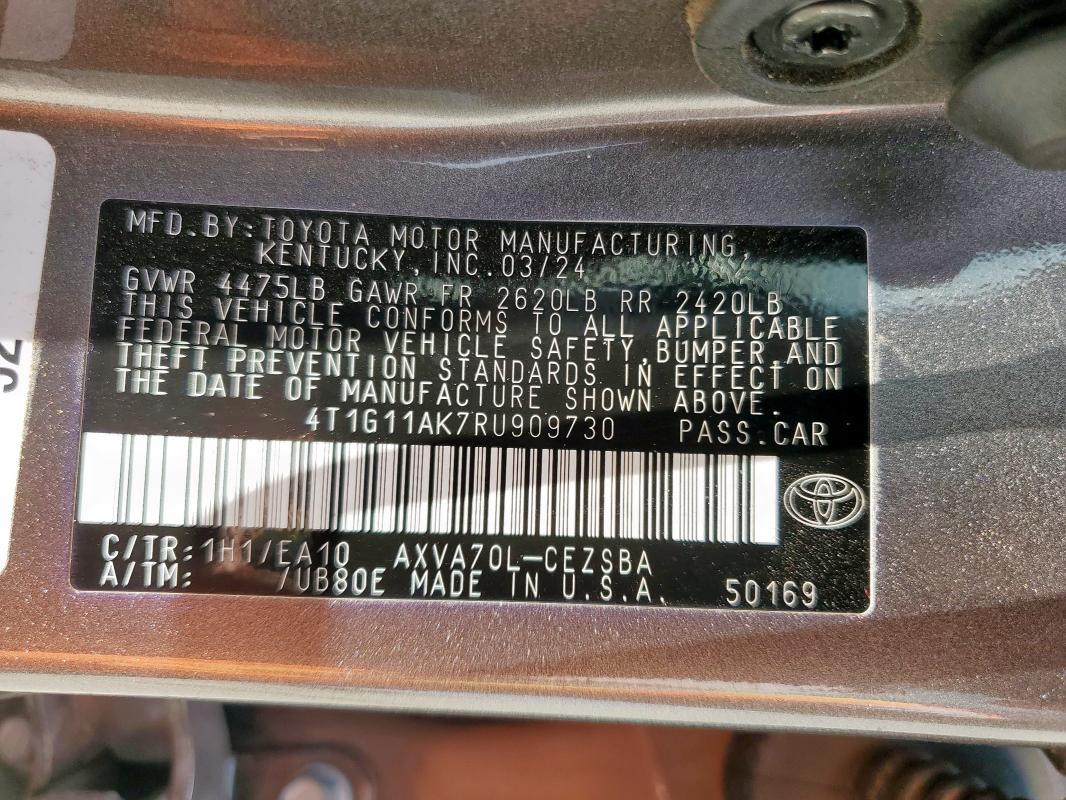 MFD.BY:TOYOTA MOTOR MANUFACTURING,
KENTUCKY,INC.03/24
GVWR 4475LB GAWR FR 2620LB RR 2420LB
THIS VEHICLE CONFORMS TO ALL APPLICABLE
FEDERAL MOTOR VEHICLE SAFETY,BUMPER,AND
THEFT PREVENTION STANDARDS IN EFFECT ON
THE DATE OF MANUFACTURE SHOWN ABOVE.
4T1G11AK7RU909730 PASS.CAR
C/TR:1H1/EA10 AXVA70L-CEZSBA
A/TM: /UB80E MADE IN U.S.A. 50169